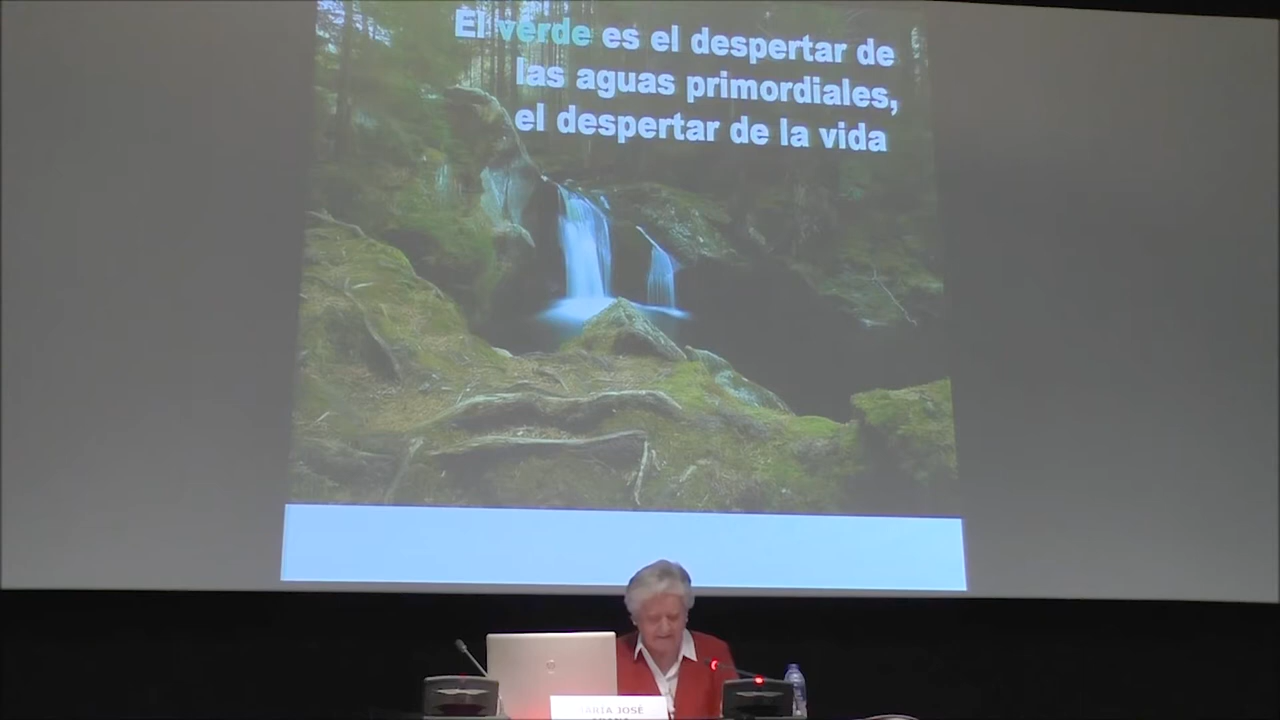 El verde es el despertar de
las aguas primordiales,
el despertar de la vida
MARÍA JOSÉ